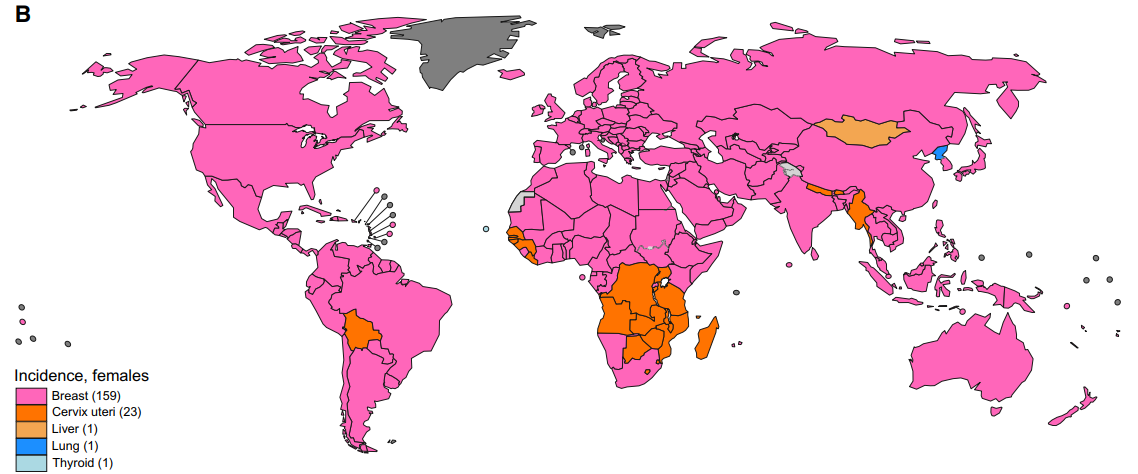 B
Incidence, females
Breast (159)
Cervix uteri (23)
Liver (1)
Lung (1)
Thyroid (1)